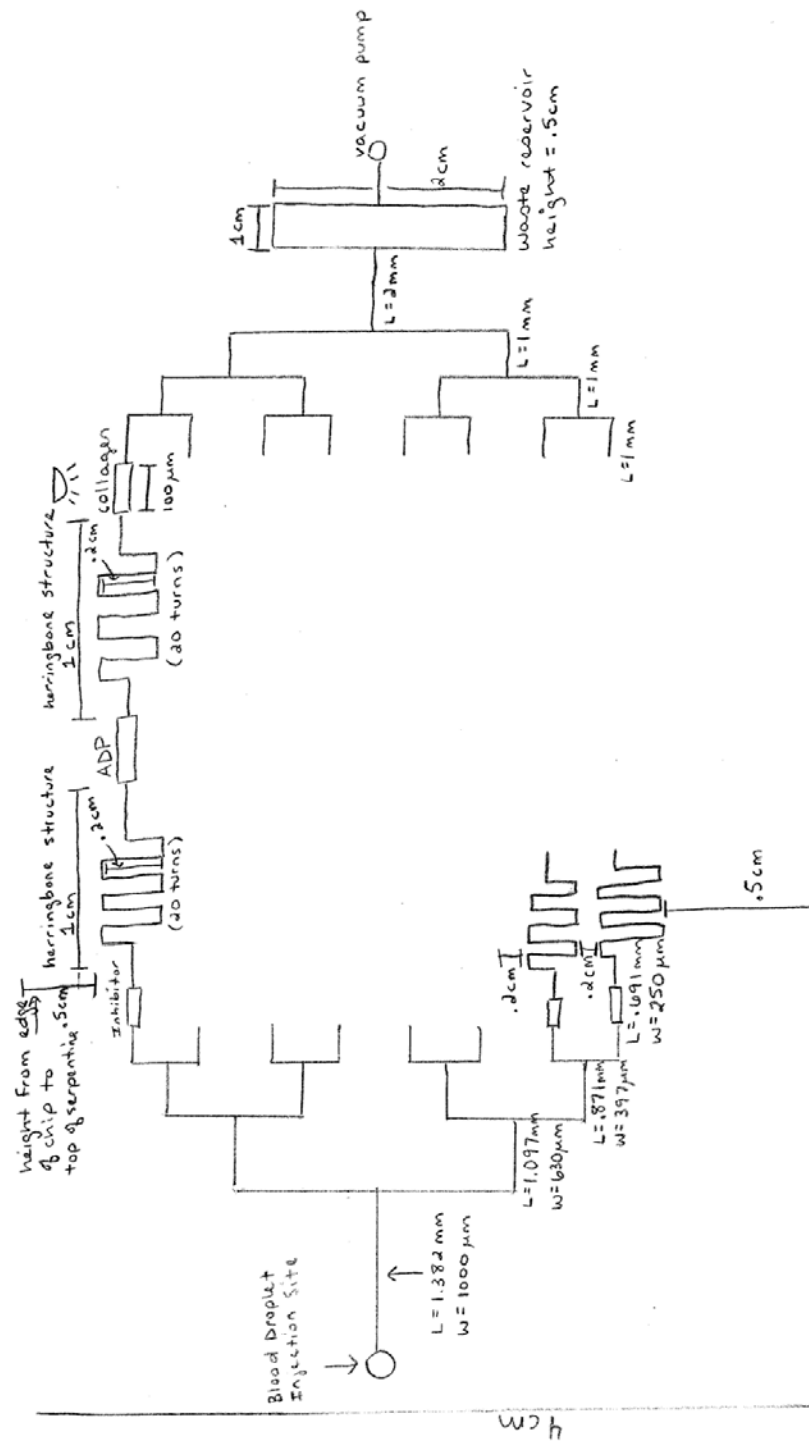 height from edge
of chip to
top of serpentine
.5cm
herringbone structure
1cm
.2cm
(20 turns)
Inhibitor
ADP
herringbone structure
1cm
.2cm
(20 turns)
collagen
100 μm
Blood Droplet
Injection Site
L=1.382mm
W=1000μm
L=1.097mm
W=630μm
L=.871mm
W=397μm
L=.691mm
W=250μm
.2cm
.2cm
.5cm
L=1mm
L=1mm
L=1mm
L=2mm
1cm
2cm
vacuum pump
waste reservoir
height = .5cm
4cm